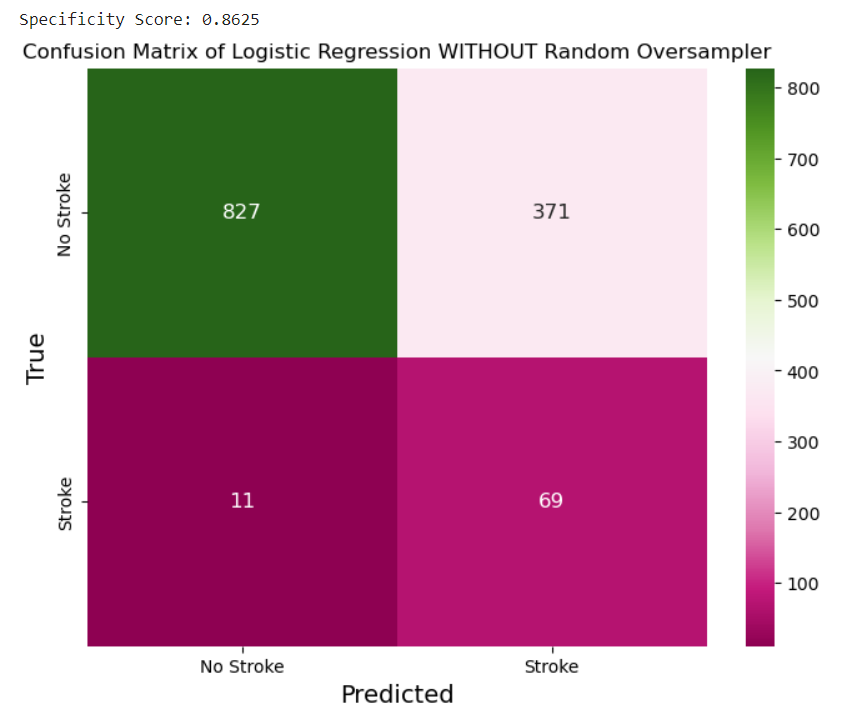 Specificity Score: 0.8625
Confusion Matrix of Logistic Regression WITHOUT Random Oversampler
800
700
600
500
400
300
200
100
No Stroke
827
371
True
Stroke
11
69
No Stroke
Stroke
Predicted